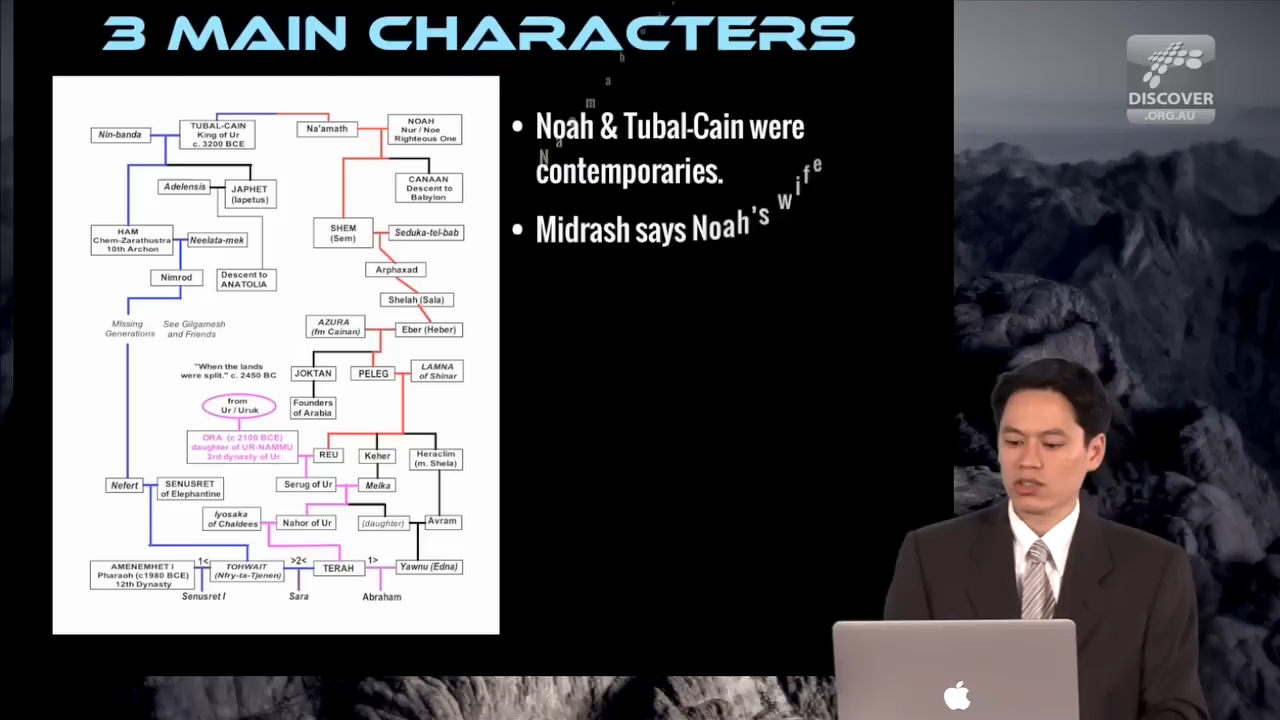 3 MAIN CHARACTERS
DISCOVER
.ORG.AU
• Noah & Tubal-Cain were
contemporaries.
• Midrash says Noah's wife
Nin-banda
TUBAL-CAIN
King of Ur
c. 3200 BCE
Na'amath
NOAH
Nur / Noe
Righteous One
Adelensis
JAPHET
(Iapetus)
CANAAN
Descent to
Babylon
HAM
Chem-Zarathustra
10th Archon
Neelata-mek
SHEM
(Sem)
Seduka-tel-bab
Nimrod
Descent to
ANATOLIA
Arphaxad
Shelah (Sala)
Missing
Generations
See Gilgamesh
and Friends
AZURA
(fm Cainan)
Eber (Heber)
"When the lands
were split." c. 2450 BC
JOKTAN
PELEG
LAMNA
of Shinar
from
Ur / Uruk
Founders
of Arabia
ORA (c 2100 BCE)
daughter of UR-NAMMU
3rd dynasty of Ur
REU
Keher
Heraclim
(m. Shela)
Nefert
SENUSRET
of Elephantine
Serug of Ur
Melka
Iyosaka
of Chaldees
Nahor of Ur
(daughter)
Avram
AMENEMHET I
Pharaoh (c1980 BCE)
12th Dynasty
1<
TOHWAIT
(Nfry-ta-Tjenen)
>2<
TERAH
1>
Yawnu (Edna)
Senusret I
Sara
Abraham